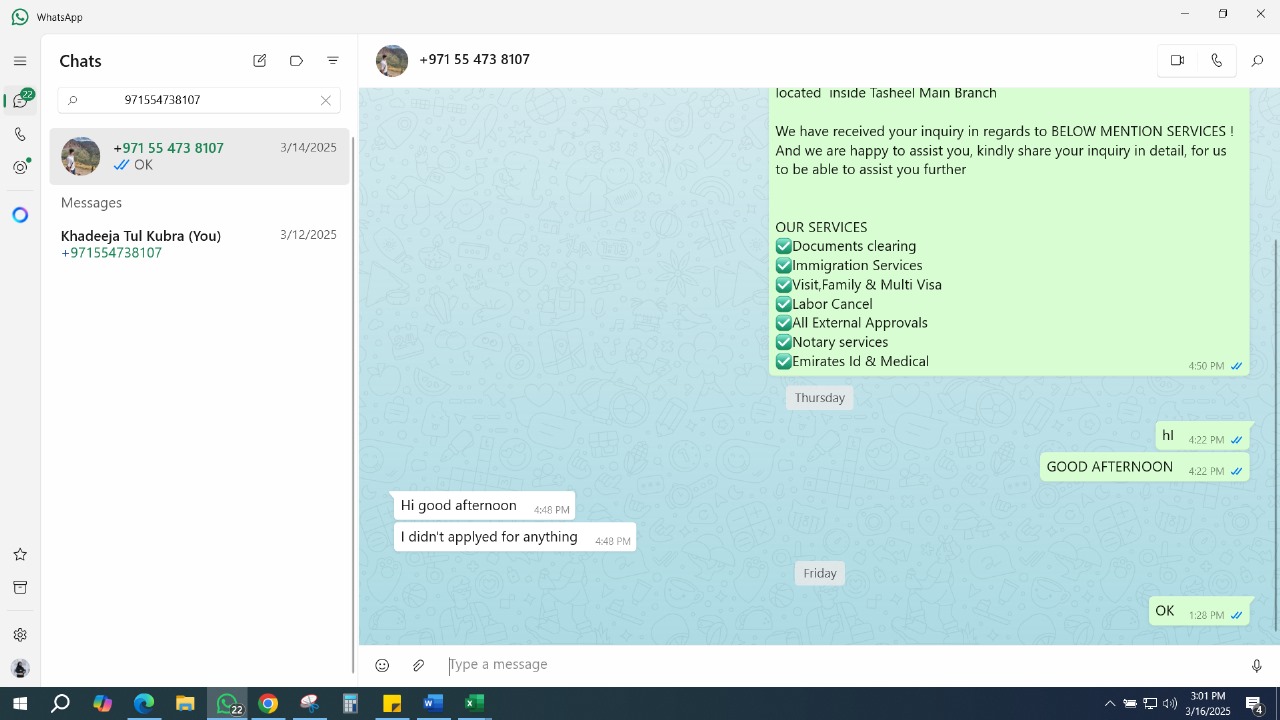 WhatsApp
Chats
971554738107
22
+971 55 473 8107
3/14/2025
OK
Messages
Khadeeja Tul Kubra (You)
3/12/2025
+971554738107
+971 55 473 8107
located inside Tasheel Main Branch
We have received your inquiry in regards to BELOW MENTION SERVICES !
And we are happy to assist you, kindly share your inquiry in detail, for us
to be able to assist you further
OUR SERVICES
✅Documents clearing
✅Immigration Services
✅Visit,Family & Multi Visa
✅Labor Cancel
✅All External Approvals
✅Notary services
✅Emirates Id & Medical
4:50 PM
Thursday
hI 4:22 PM
GOOD AFTERNOON 4:22 PM
Hi good afternoon 4:48 PM
I didn't applyed for anything 4:48 PM
Friday
OK 1:28 PM
Type a message
22
3:01 PM
3/16/2025
4